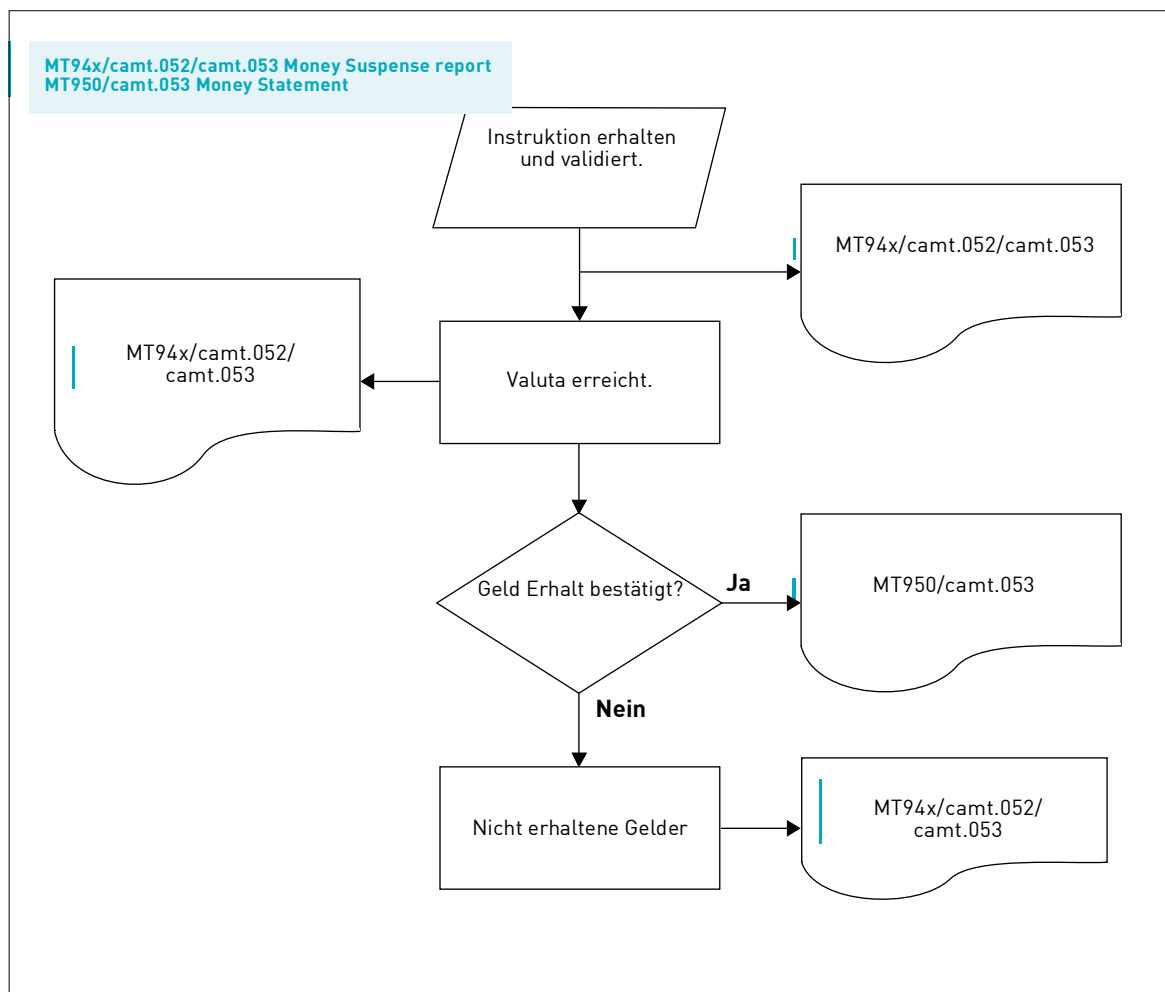 MT94x/camt.052/camt.053 Money Suspense report
MT950/camt.053 Money Statement
Instruktion erhalten
und validiert.
MT94x/camt.052/camt.053
MT94x/camt.052/
camt.053
Valuta erreicht.
Geld Erhalt bestätigt?
Ja
MT950/camt.053
Nein
Nicht erhaltene Gelder
MT94x/camt.052/
camt.053